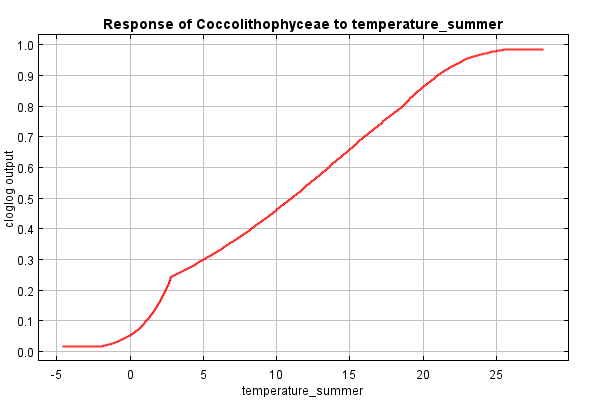 Response of Coccolithophyceae to temperature_summer
1.0
0.9
0.8
0.7
0.6
0.5
0.4
0.3
0.2
0.1
0.0
cloglog output
-5 0 5 10 15 20 25
temperature_summer